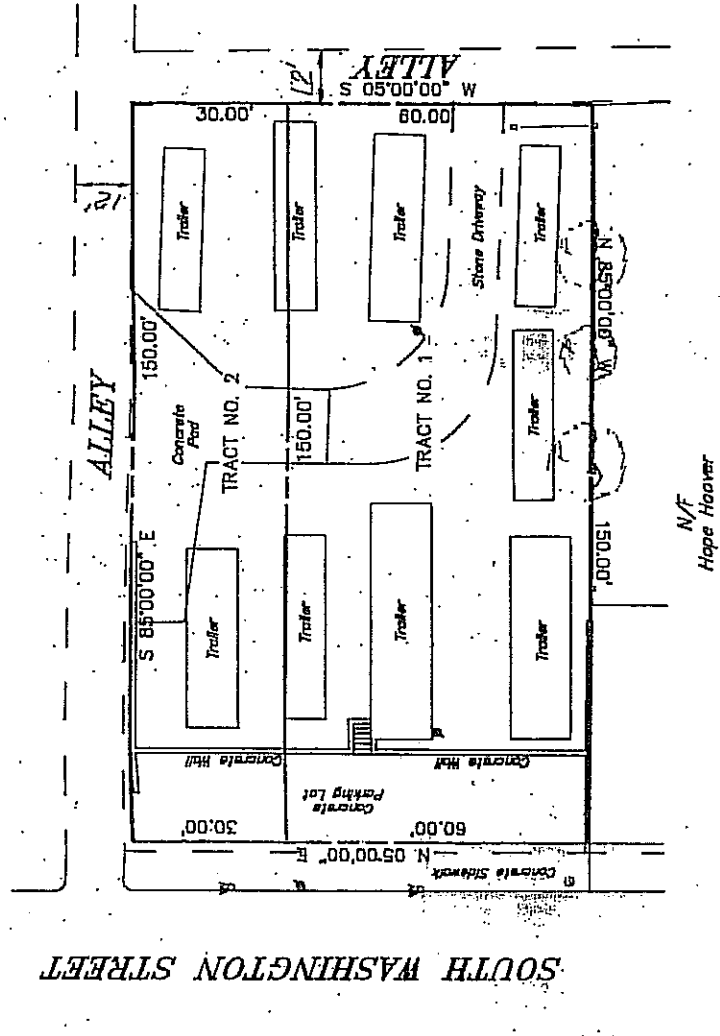 ALLEY
12'
S 05°00'00" W
30.00'
60.00
12'
Trailer
Trailer
Trailer
Stone Driveway
Trailer
N 85°00'00" W
150.00'
ALLEY
Concrete
Pad
TRACT NO. 2
150.00'
TRACT NO. 1
Trailer
S 85°00'00" E
Trailer
Trailer
Trailer
Trailer
150.00'
N/F
Hope Hoover
Concrete Wall
Concrete Wall
Concrete
Parking Lot
30.00'
60.00'
N 05°00'00" E
Concrete Sidewalk
SOUTH WASHINGTON STREET